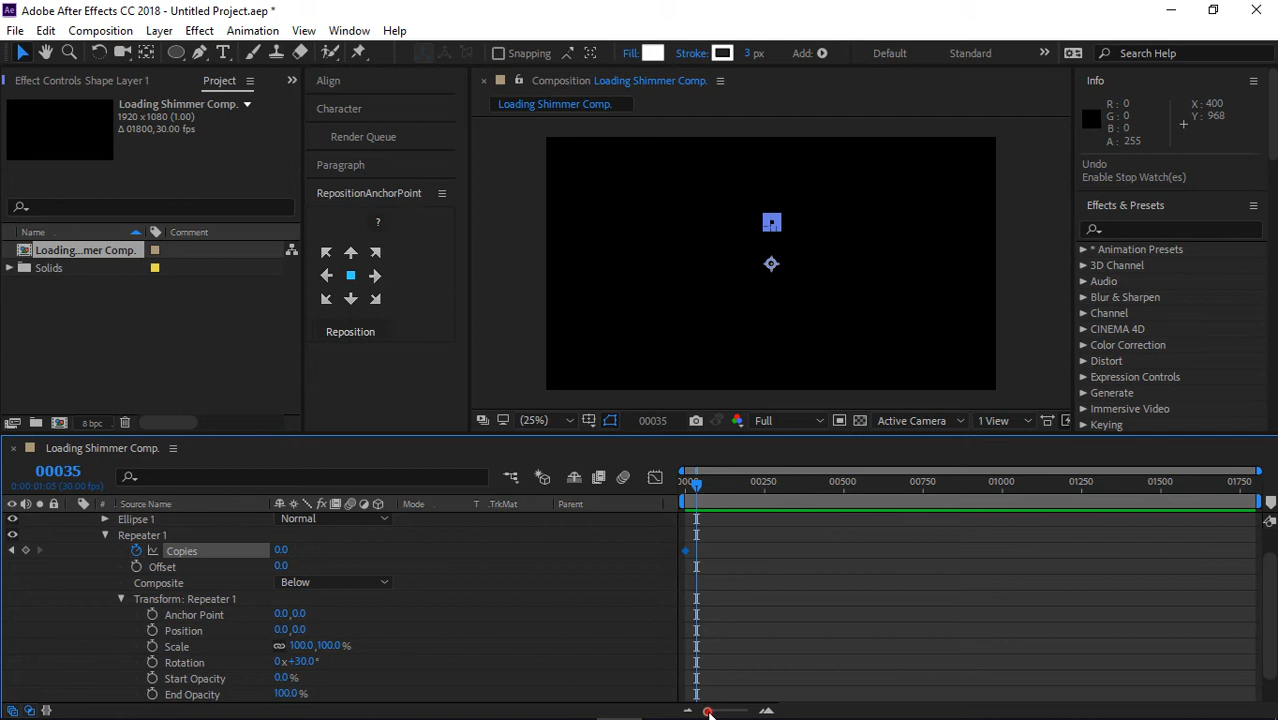 Adobe After Effects CC 2018 - Untitled Project.aep *
File Edit Composition Layer Effect Animation View Window Help
Snapping Fill: Stroke: 3 px Add: Default Standard Search Help
Effect Controls Shape Layer 1 Project
Align
Composition Loading Shimmer Comp.
Info
Loading Shimmer Comp.
1920 x 1080 (1.00)
Δ 01800, 30.00 fps
Character
Loading Shimmer Comp.
R: 0 X: 400
G: 0 Y: 968
B: 0
A: 255
Render Queue
Paragraph
Undo
Enable Stop Watch(es)
RepositionAnchorPoint
Effects & Presets
?
Name Comment
Loading...mer Comp.
Solids
* Animation Presets
3D Channel
Audio
Blur & Sharpen
Channel
CINEMA 4D
Color Correction
Distort
Expression Controls
Generate
Immersive Video
Keying
Reposition
8 bpc
(25%) 00035 Full Active Camera 1 View
Loading Shimmer Comp.
00035
0:00:01:05 (30.00 fps)
00250 00500 00750 01000 01250 01500 01750
Source Name Mode T .TrkMat Parent
Ellipse 1 Normal
Repeater 1
Copies 0.0
Offset 0.0
Composite Below
Transform: Repeater 1
Anchor Point 0.0,0.0
Position 0.0,0.0
Scale 100.0,100.0 %
Rotation 0 x +30.0 °
Start Opacity 0.0 %
End Opacity 100.0 %